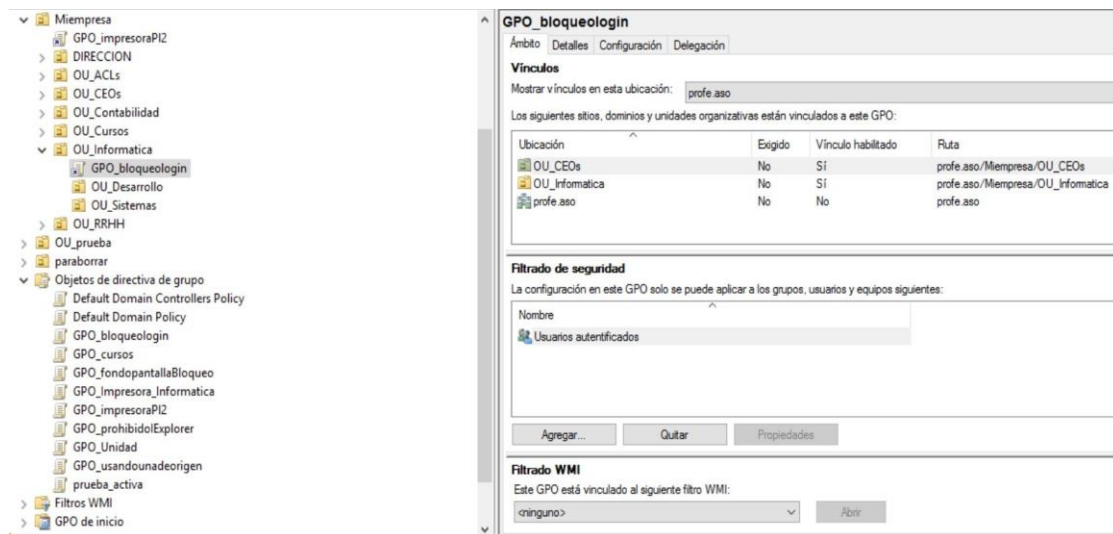 Miempresa
GPO_impresoraPI2
DIRECCION
OU_ACLs
OU_CEOs
OU_Contabilidad
OU_Cursos
OU_Informatica
GPO_bloqueologin
OU_Desarrollo
OU_Sistemas
OU_RRHH
OU_prueba
paraborrar
Objetos de directiva de grupo
Default Domain Controllers Policy
Default Domain Policy
GPO_bloqueologin
GPO_cursos
GPO_fondopantallaBloqueo
GPO_Impresora_Informatica
GPO_impresoraPI2
GPO_prohibidoIExplorer
GPO_Unidad
GPO_usandounadeorigen
prueba_activa
Filtros WMI
GPO de inicio
GPO_bloqueologin
Ámbito Detalles Configuración Delegación
Vínculos
Mostrar vínculos en esta ubicación: profe.aso
Los siguientes sitios, dominios y unidades organizativas están vinculados a este GPO:
Ubicación Exigido Vínculo habilitado Ruta
OU_CEOs No Sí profe.aso/Miempresa/OU_CEOs
OU_Informatica No Sí profe.aso/Miempresa/OU_Informatica
profe.aso No No profe.aso
Filtrado de seguridad
La configuración en este GPO solo se puede aplicar a los grupos, usuarios y equipos siguientes:
Nombre
Usuarios autentificados
Agregar... Quitar Propiedades
Filtrado WMI
Este GPO está vinculado al siguiente filtro WMI:
<ninguno> Abrir